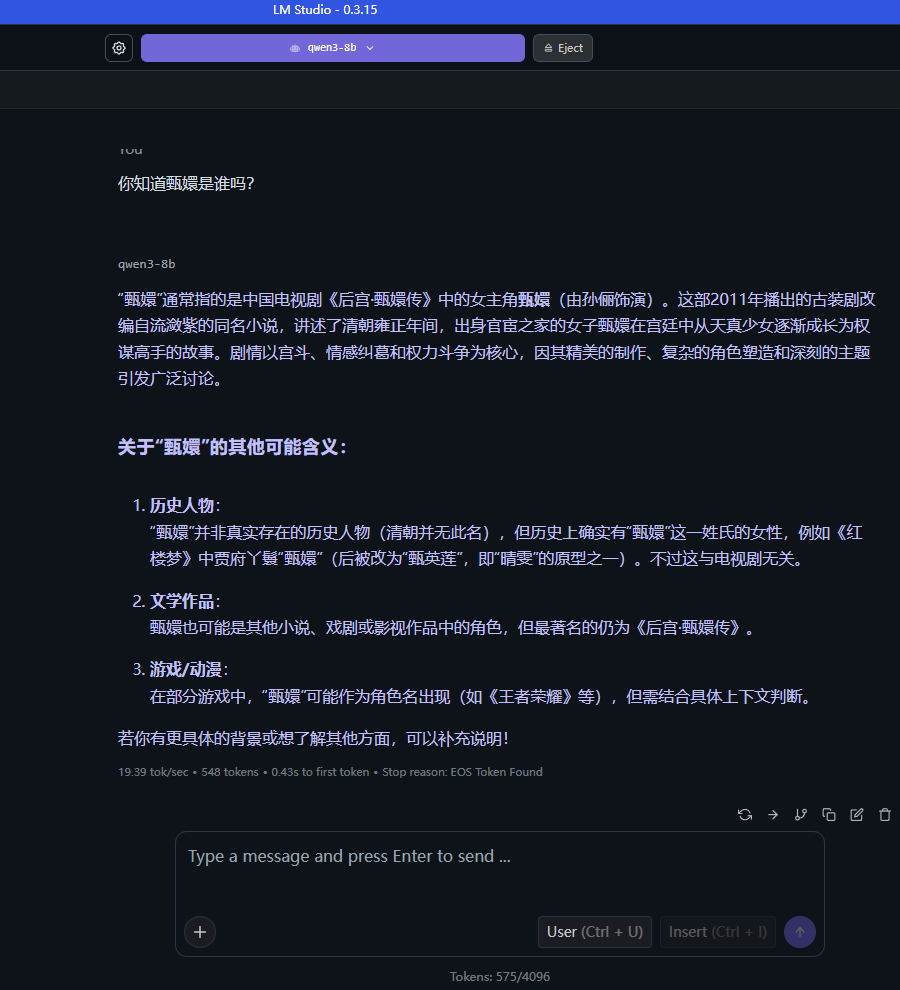 LM Studio - 0.3.15
qwen3-8b
Eject
You
你知道甄嬛是谁吗？
qwen3-8b
“甄嬛”通常指的是中国电视剧《后宫·甄嬛传》中的女主角甄嬛（由孙俪饰演）。这部2011年播出的古装剧改
编自流潋紫的同名小说，讲述了清朝雍正年间，出身官宦之家的女子甄嬛在宫廷中从天真少女逐渐成长为权
谋高手的故事。剧情以宫斗、情感纠葛和权力斗争为核心，因其精美的制作、复杂的角色塑造和深刻的主题
引发广泛讨论。
关于“甄嬛”的其他可能含义：
1. 历史人物：
“甄嬛”并非真实存在的历史人物（清朝并无此名），但历史上确实有“甄嬛”这一姓氏的女性，例如《红
楼梦》中贾府丫鬟“甄嬛”（后被改为“甄英莲”，即“晴雯”的原型之一）。不过这与电视剧无关。
2. 文学作品：
甄嬛也可能是其他小说、戏剧或影视作品中的角色，但最著名的仍为《后宫·甄嬛传》。
3. 游戏/动漫：
在部分游戏中，“甄嬛”可能作为角色名出现（如《王者荣耀》等），但需结合具体上下文判断。
若你有更具体的背景或想了解其他方面，可以补充说明！
19.39 tok/sec • 548 tokens • 0.43s to first token • Stop reason: EOS Token Found
Type a message and press Enter to send ...
User (Ctrl + U)
Insert (Ctrl + I)
Tokens: 575/4096